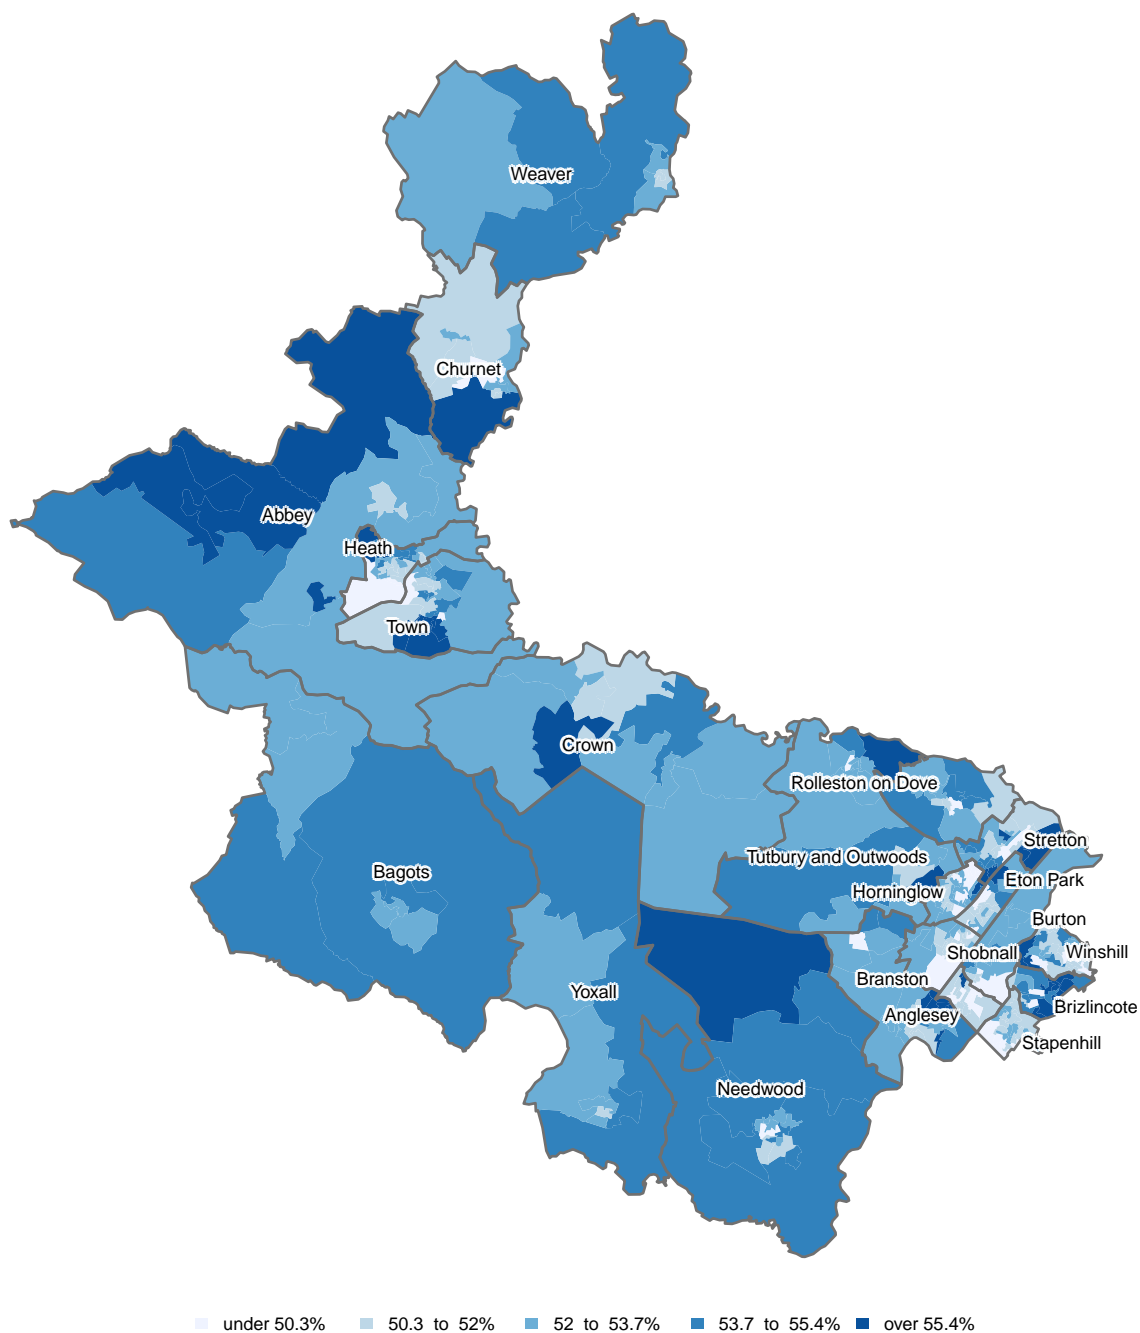 Weaver
Churnet
Abbey
Heath
Town
Crown
Rolleston on Dove
Stretton
Tutbury and Outwoods
Bagots
Eton Park
Horninglow
Burton
Shobnall
Winshill
Branston
Yoxall
Brizlincote
Anglesey
Stapenhill
Needwood
under 50.3% 50.3 to 52% 52 to 53.7% 53.7 to 55.4% over 55.4%